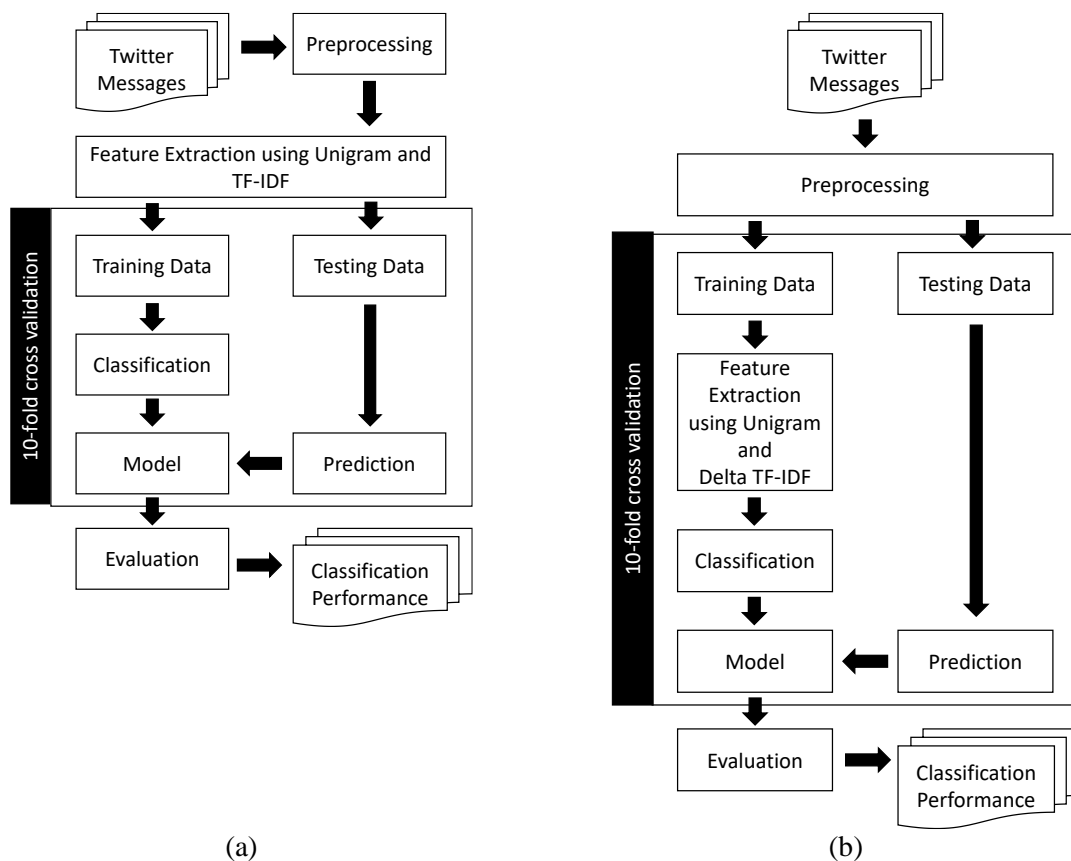 Twitter
Messages
Preprocessing
Feature Extraction using Unigram and
TF-IDF
10-fold cross validation
Training Data
Testing Data
Classification
Model
Prediction
Evaluation
Classification
Performance
(a)
Twitter
Messages
Preprocessing
10-fold cross validation
Training Data
Testing Data
Feature
Extraction
using Unigram
and
Delta TF-IDF
Classification
Model
Prediction
Evaluation
Classification
Performance
(b)